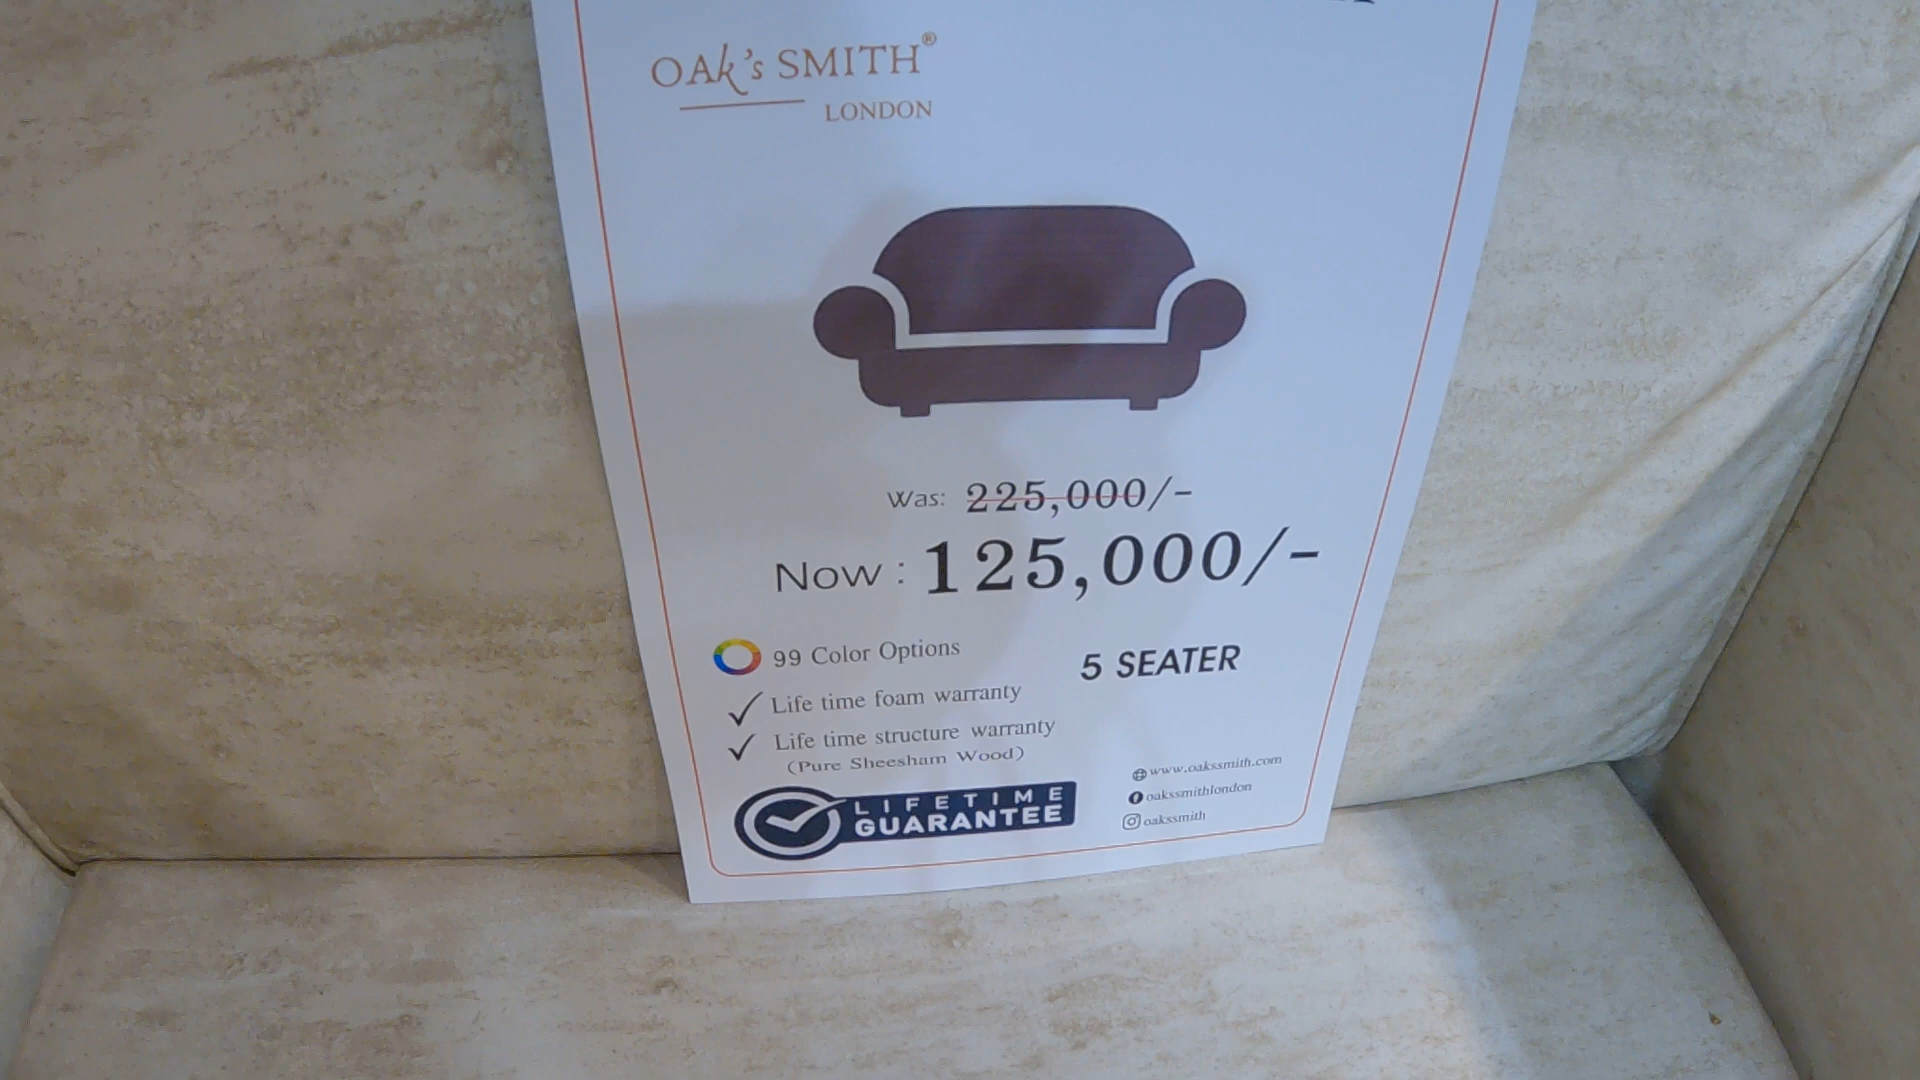 OAk's SMITH®
LONDON
Was: 225,000/-
Now : 125,000/-
99 Color Options
5 SEATER
Life time foam warranty
Life time structure warranty
(Pure Sheesham Wood)
LIFETIME
GUARANTEE
www.oakssmith.com
oakssmithlondon
oakssmith